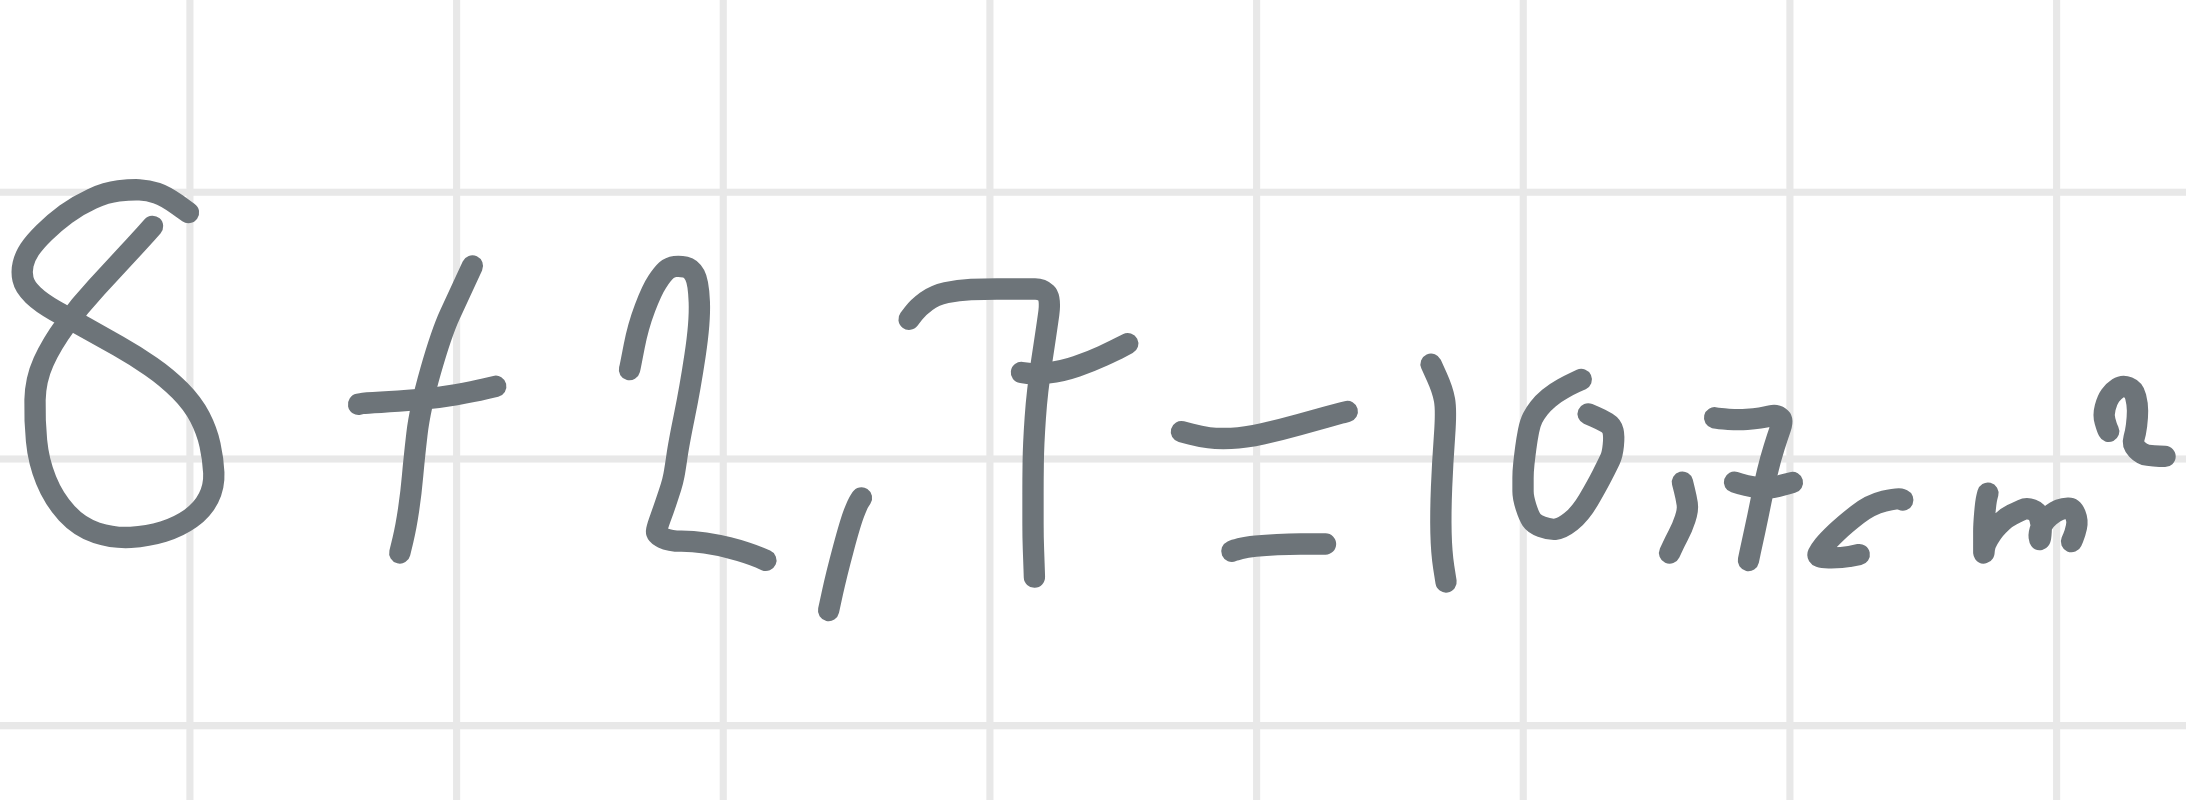 8 + 2,7 = 10,7cm²